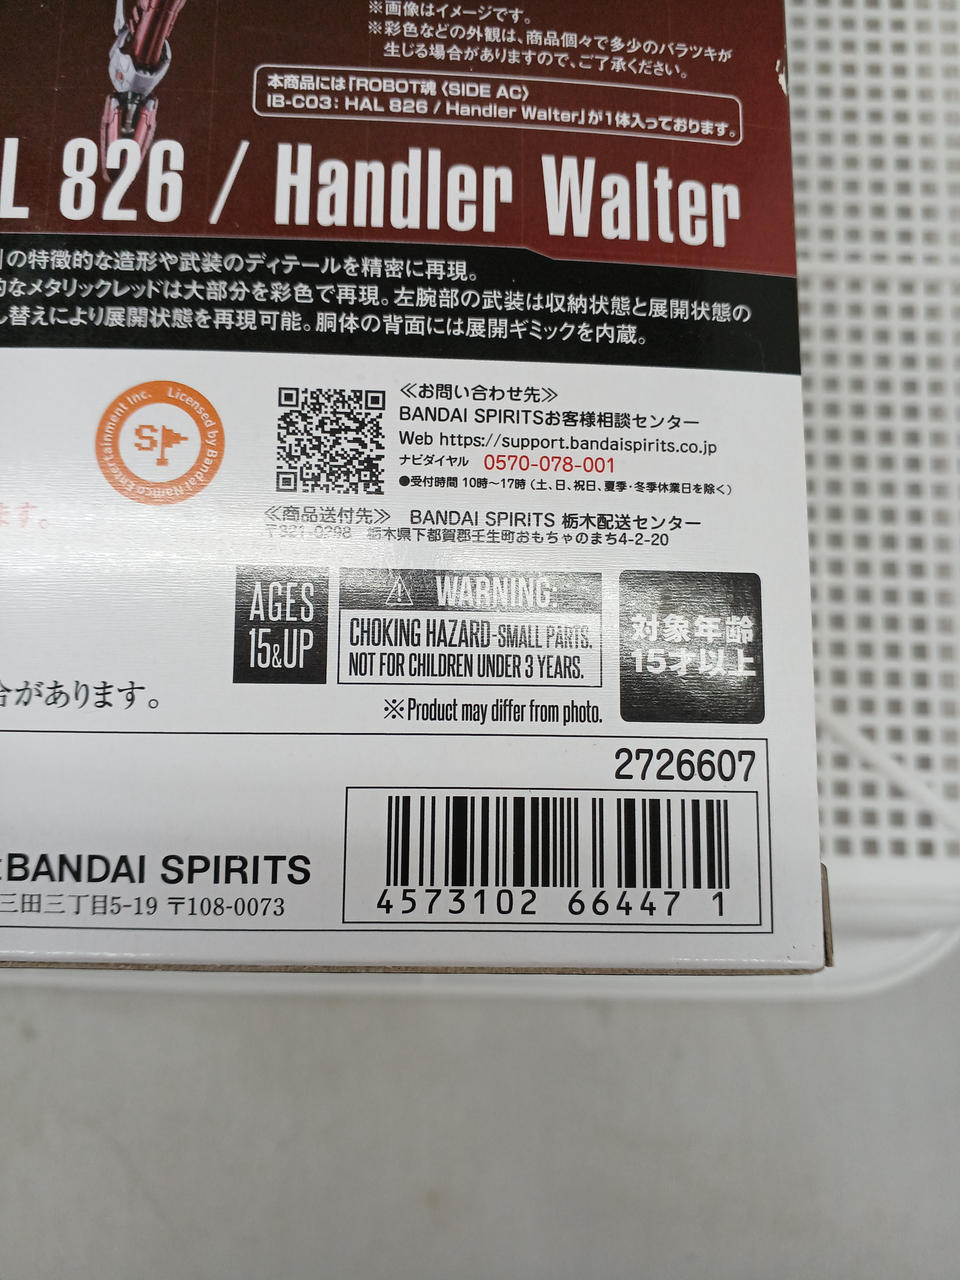 ※画像はイメージです。
※彩色などの外観は、商品個々で多少のバラツキが
生じる場合がありますので、ご了承ください。
本商品には「ROBOT魂〈SIDE AC〉
IB-C03: HAL 826 / Handler Walter」が1体入っております。
L 826 / Handler Walter
の特徴的な造形や武装のディテールを精密に再現。
的なメタリックレッドは大部分を彩色で再現。左腕部の武装は収納状態と展開状態の
し替えにより展開状態を再現可能。胴体の背面には展開ギミックを内蔵。
Licensed by Bandai Namco Entertainment Inc.
SP
≪お問い合わせ先≫
BANDAI SPIRITSお客様相談センター
Web https://support.bandaispirits.co.jp
ナビダイヤル 0570-078-001
●受付時間 10時〜17時（土、日、祝日、夏季・冬季休業日を除く）
ます。
≪商品送付先≫ BANDAI SPIRITS 栃木配送センター
〒321-0298 栃木県下都賀郡壬生町おもちゃのまち4-2-20
AGES
15&UP
⚠ WARNING:
CHOKING HAZARD-SMALL PARTS.
NOT FOR CHILDREN UNDER 3 YEARS.
対象年齢
15才以上
合があります。
※Product may differ from photo.
2726607
BANDAI SPIRITS
三田三丁目5-19 〒108-0073
4573102 66447 1